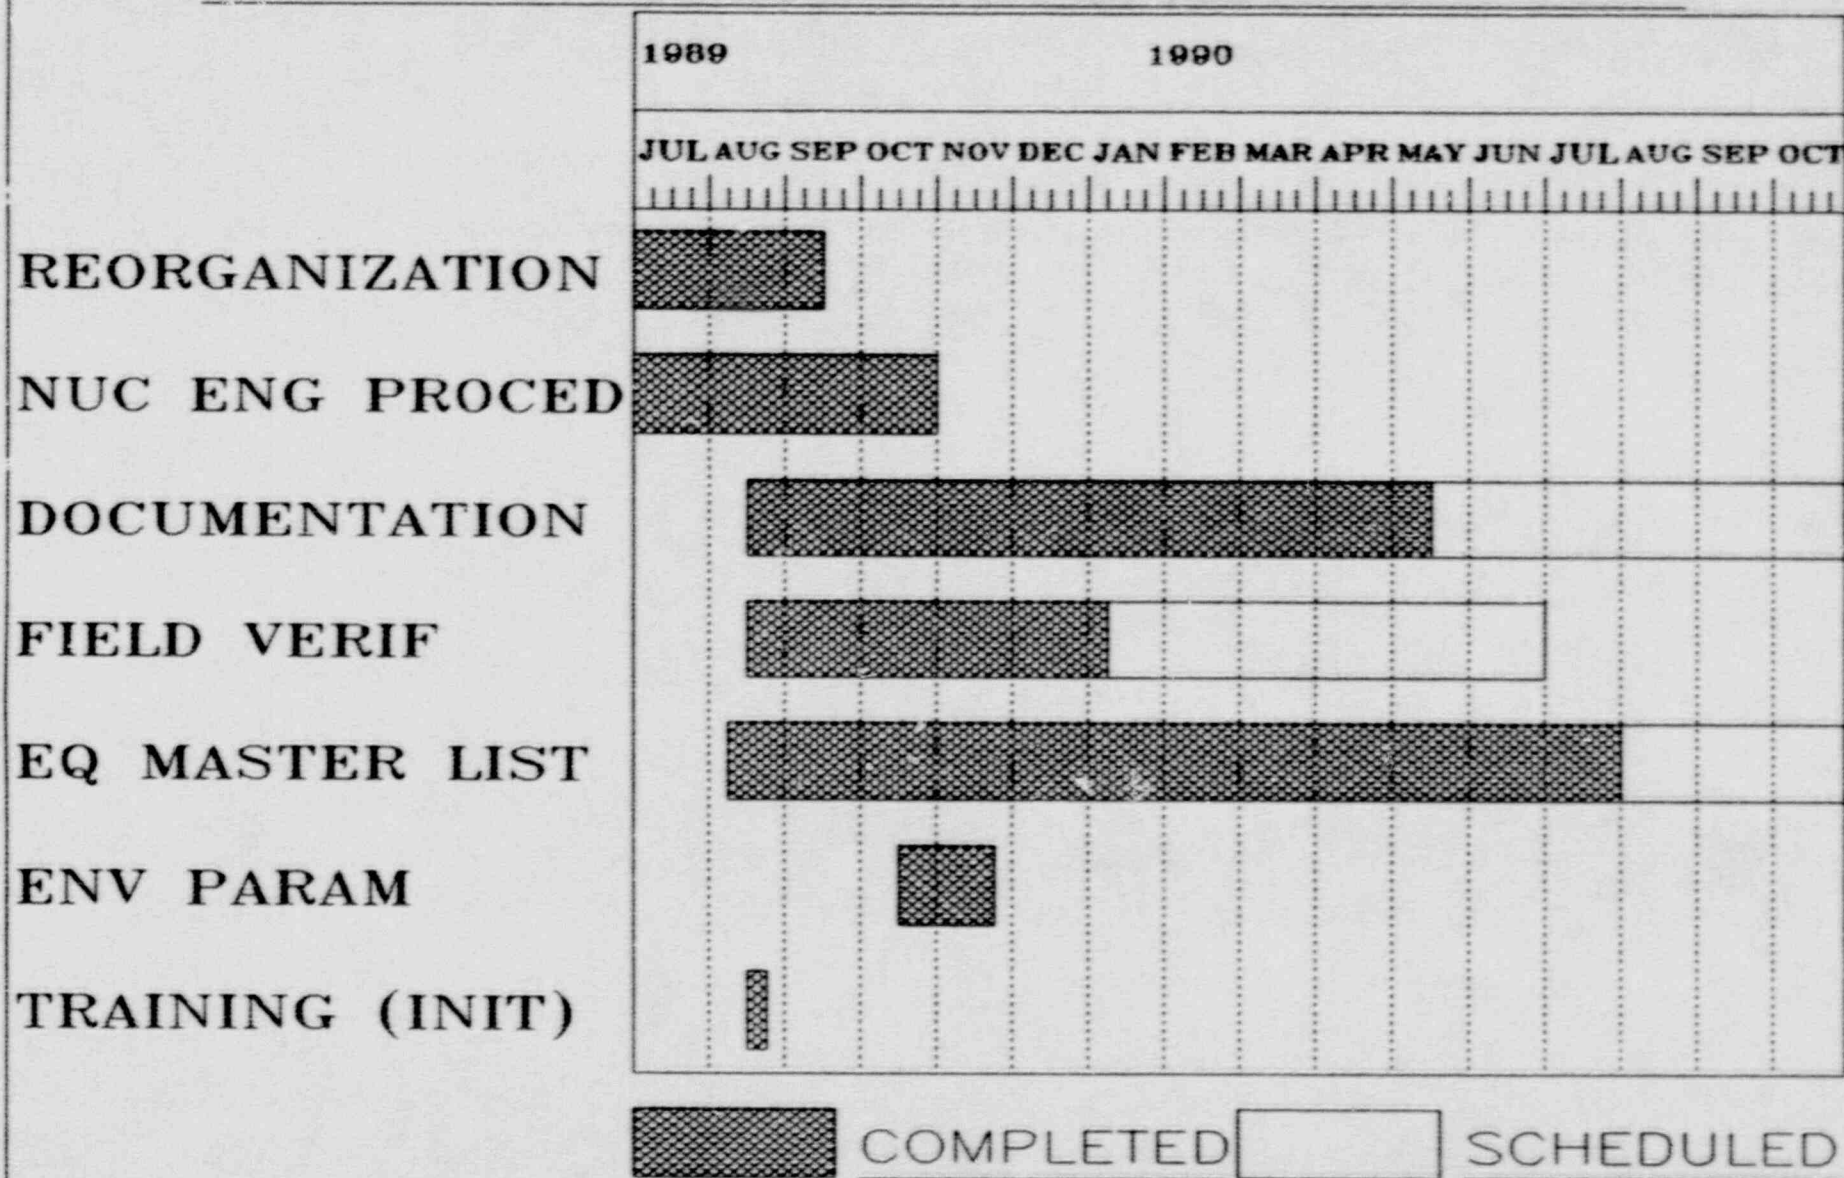 1989 1990
JUL AUG SEP OCT NOV DEC JAN FEB MAR APR MAY JUN JUL AUG SEP OCT
REORGANIZATION
NUC ENG PROCED
DOCUMENTATION
FIELD VERIF
EQ MASTER LIST
ENV PARAM
TRAINING (INIT)
COMPLETED SCHEDULED